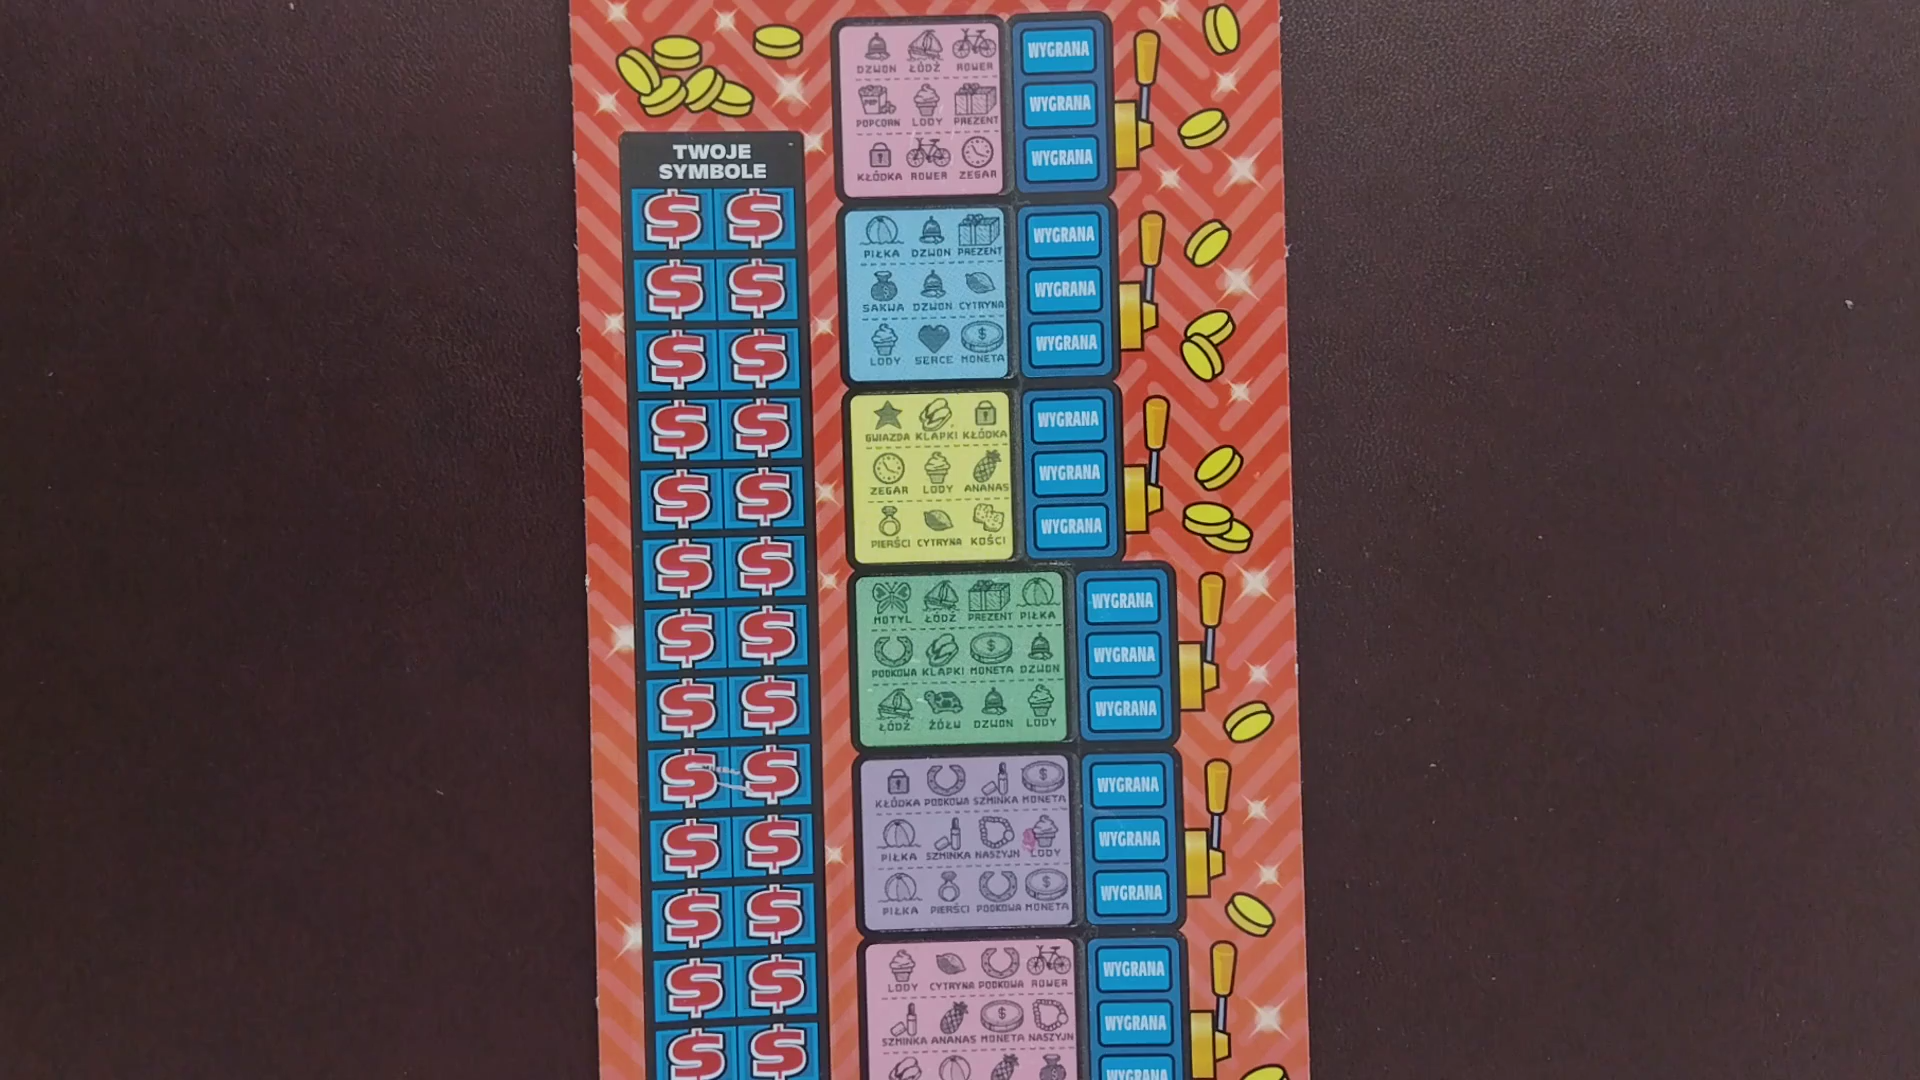 TWOJE
SYMBOLE
DZWON ŁÓDŹ ROWER
WYGRANA
POPCORN LODY PREZENT
WYGRANA
KŁÓDKA ROWER ZEGAR
WYGRANA
PIŁKA DZWON PREZENT
WYGRANA
SAKWA DZWON CYTRYNA
WYGRANA
LODY SERCE MONETA
WYGRANA
GWIAZDA KLAPKI KŁÓDKA
WYGRANA
ZEGAR LODY ANANAS
WYGRANA
PIERŚCI CYTRYNA KOŚCI
WYGRANA
MOTYL ŁÓDŹ PREZENT PIŁKA
WYGRANA
PODKOWA KLAPKI MONETA DZWON
WYGRANA
ŁÓDŹ ŻÓŁW DZWON LODY
WYGRANA
KŁÓDKA PODKOWA SZMINKA MONETA
WYGRANA
PIŁKA SZMINKA NASZYJN LODY
WYGRANA
PIŁKA PIERŚCI PODKOWA MONETA
WYGRANA
LODY CYTRYNA PODKOWA ROWER
WYGRANA
SZMINKA ANANAS MONETA NASZYJN
WYGRANA
WYGRANA